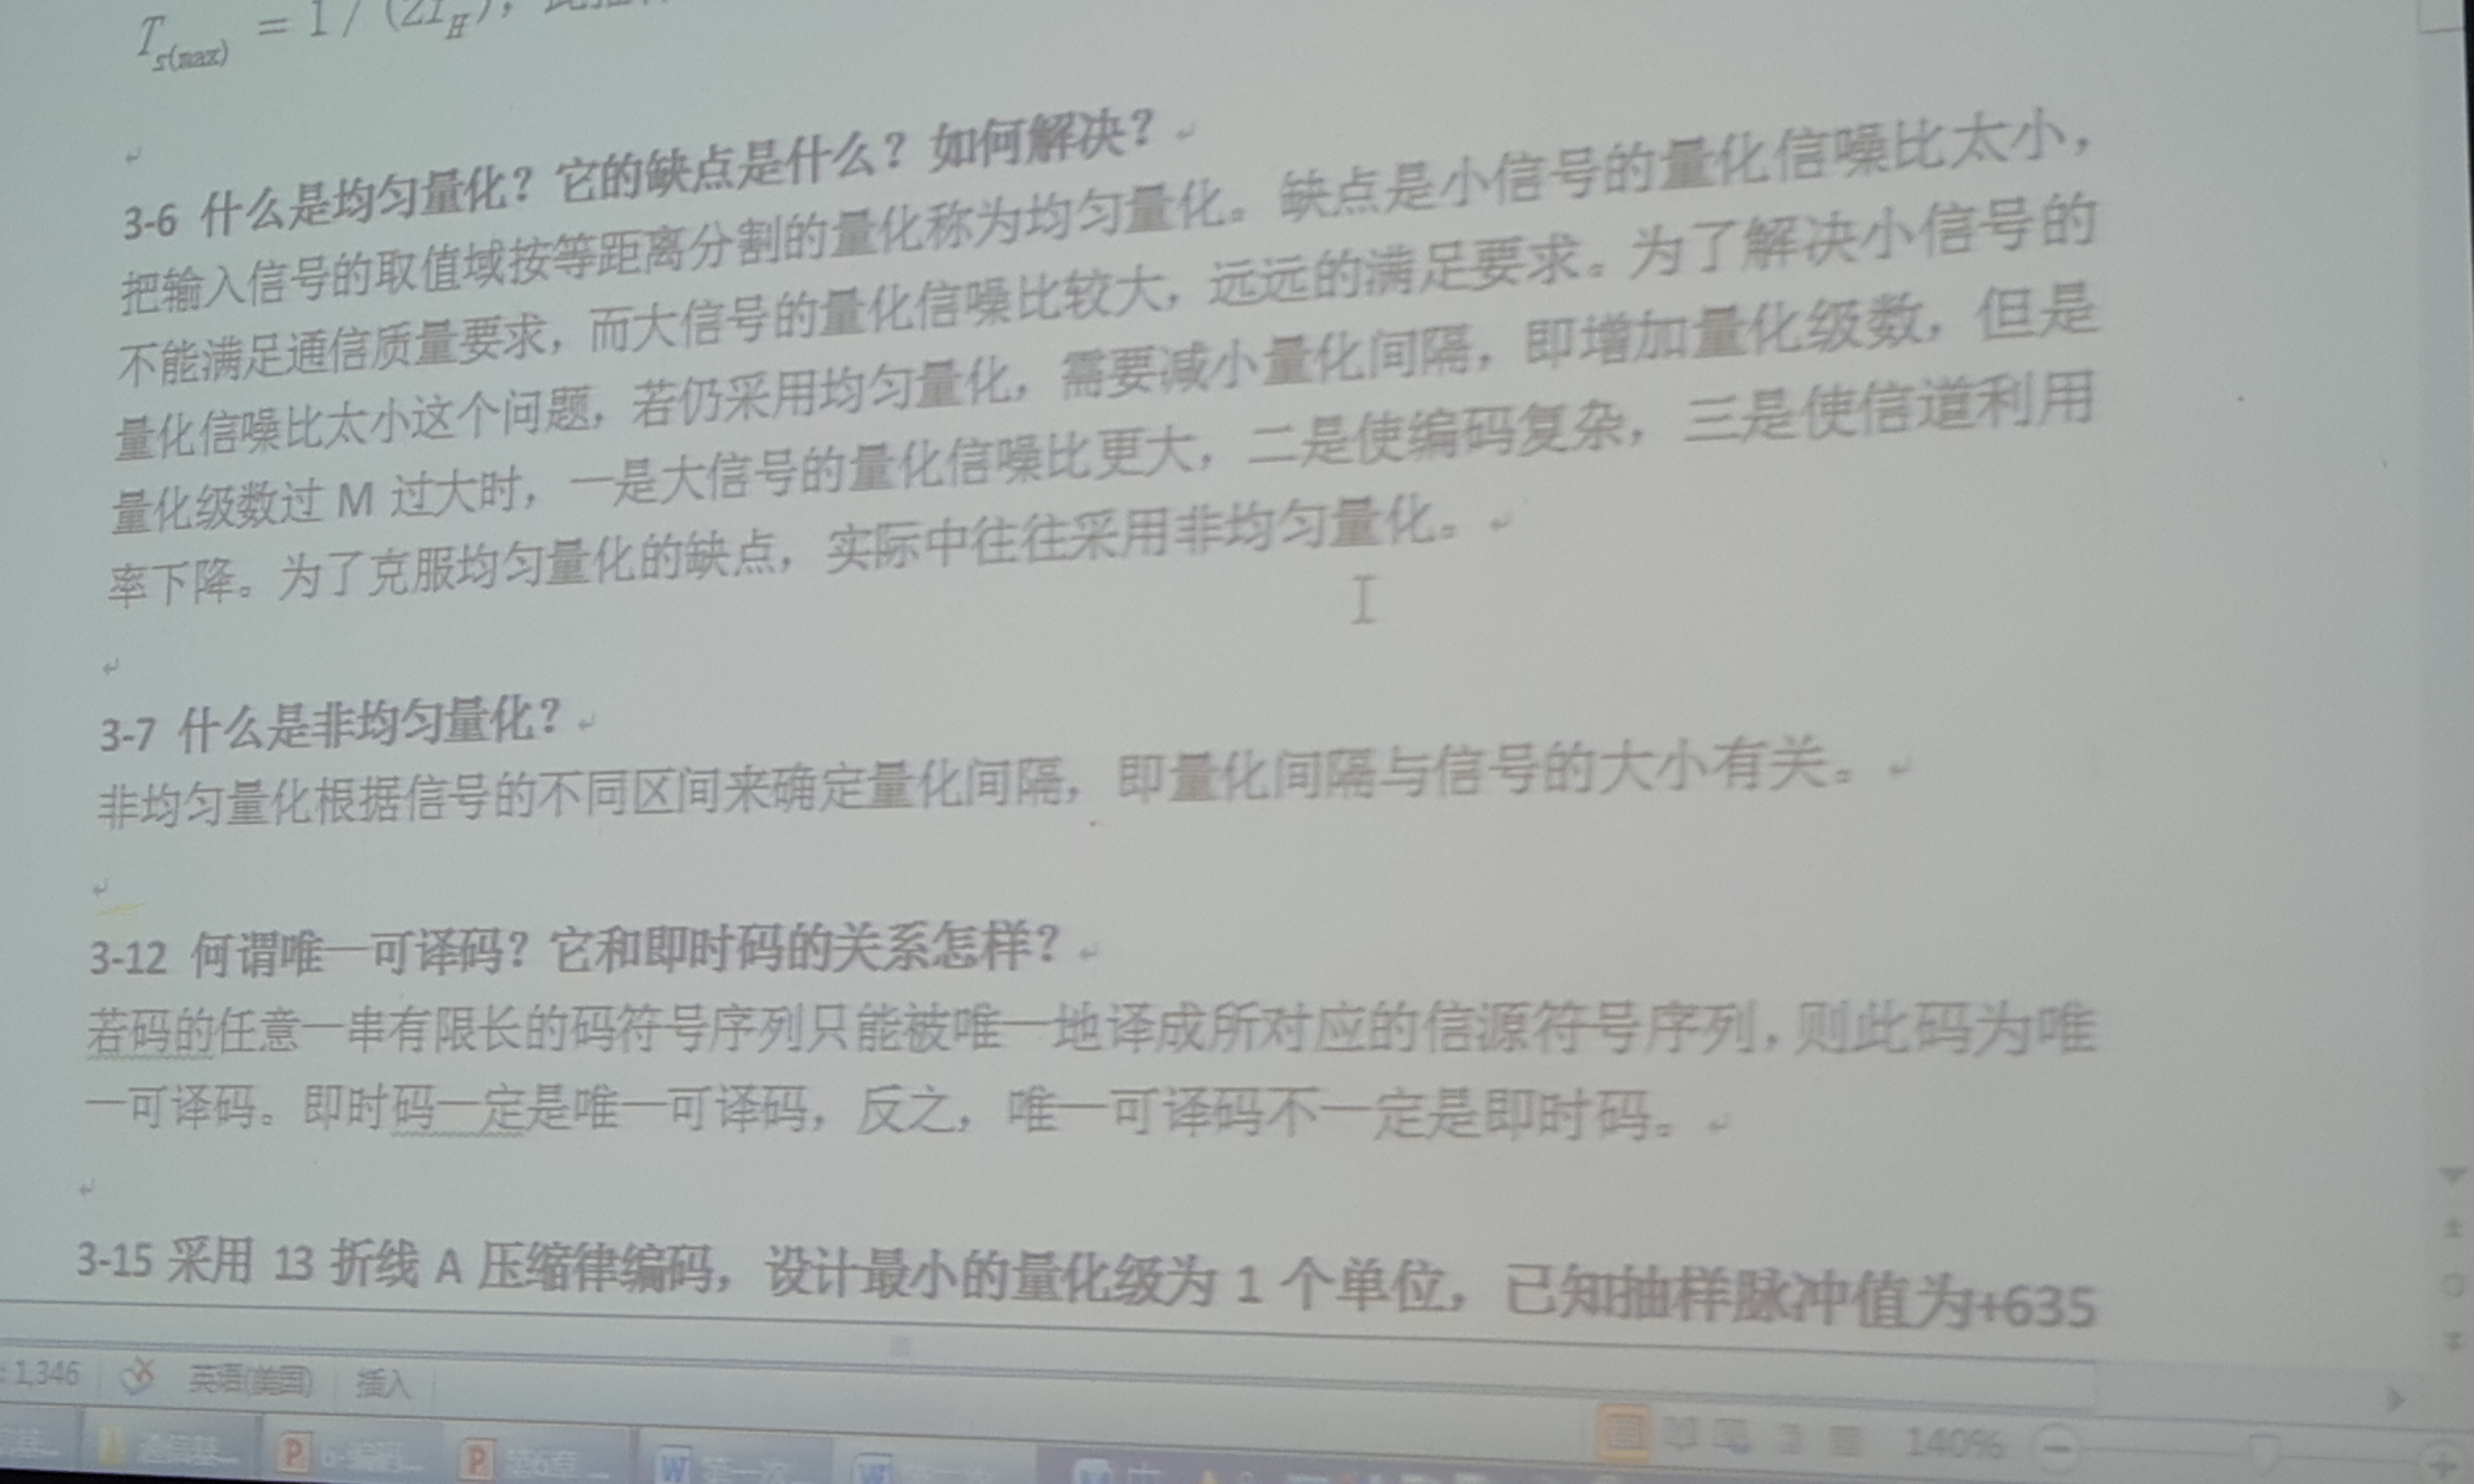 T s(max) = 1 / (2f H),
3-6 什么是均匀量化？它的缺点是什么？如何解决？
把输入信号的取值域按等距离分割的量化称为均匀量化。缺点是小信号的量化信噪比太小，
不能满足通信质量要求，而大信号的量化信噪比较大，远远的满足要求。为了解决小信号的
量化信噪比太小这个问题，若仍采用均匀量化，需要减小量化间隔，即增加量化级数，但是
量化级数过 M 过大时，一是大信号的量化信噪比更大，二是使编码复杂，三是使信道利用
率下降。为了克服均匀量化的缺点，实际中往往采用非均匀量化。
3-7 什么是非均匀量化？
非均匀量化根据信号的不同区间来确定量化间隔，即量化间隔与信号的大小有关。
3-12 何谓唯一可译码？它和即时码的关系怎样？
若码的任意一串有限长的码符号序列只能被唯一地译成所对应的信源符号序列，则此码为唯
一可译码。即时码一定是唯一可译码，反之，唯一可译码不一定是即时码。
3-15 采用 13 折线 A 压缩律编码，设计最小的量化级为 1 个单位，已知抽样脉冲值为+635
: 1,346 英语(美国) 插入
140%
通信基... 6-编码... 第6章 ... 第一次...